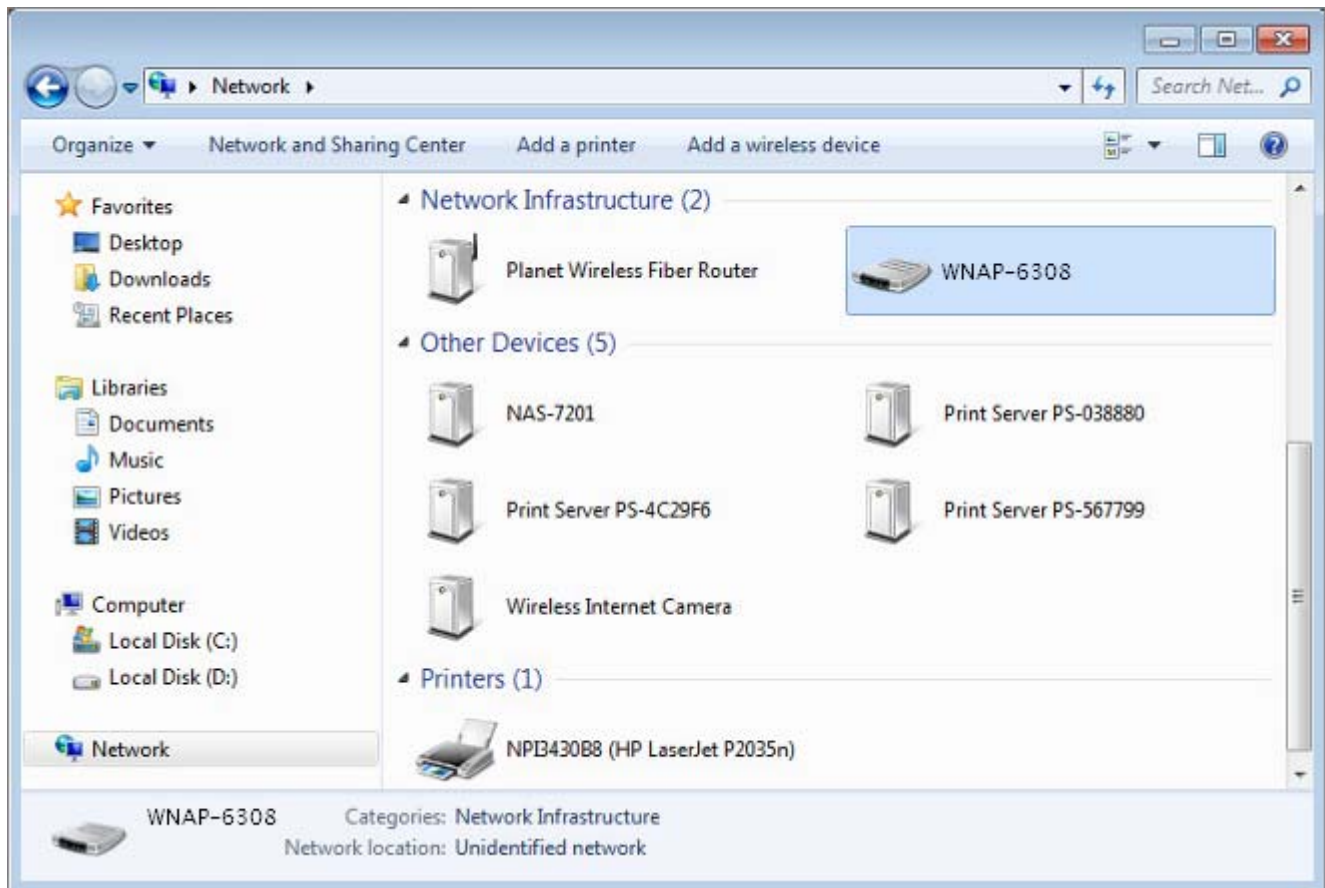 Network
Search Net...
Organize Network and Sharing Center Add a printer Add a wireless device
Favorites
Desktop
Downloads
Recent Places
Libraries
Documents
Music
Pictures
Videos
Computer
Local Disk (C:)
Local Disk (D:)
Network
Network Infrastructure (2)
Planet Wireless Fiber Router WNAP-6308
Other Devices (5)
NAS-7201 Print Server PS-038880
Print Server PS-4C29F6 Print Server PS-567799
Wireless Internet Camera
Printers (1)
NPI3430B8 (HP LaserJet P2035n)
WNAP-6308 Categories: Network Infrastructure
Network location: Unidentified network